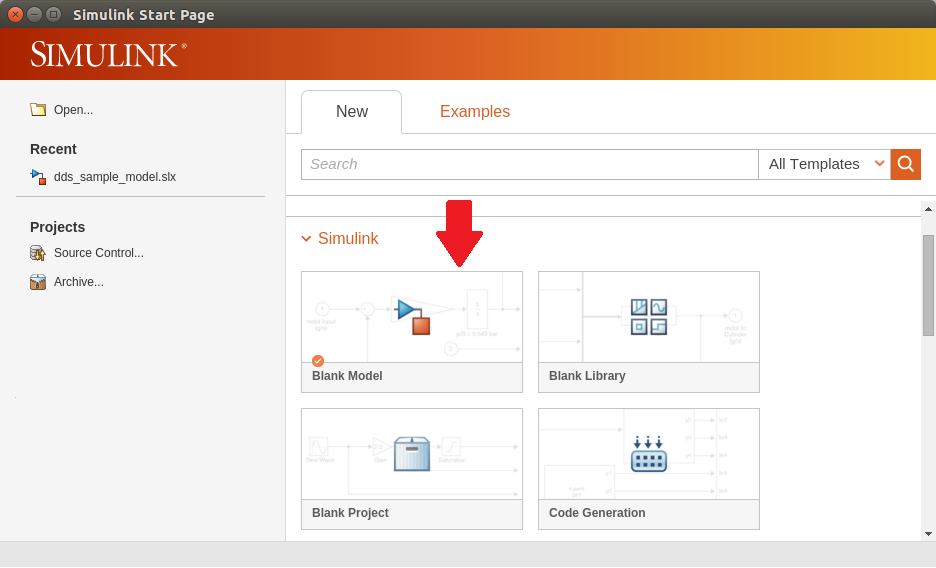 Simulink Start Page
SIMULINK®
Open...
Recent
dds_sample_model.slx
Projects
Source Control...
Archive...
New
Examples
Search
All Templates
Simulink
Blank Model
Blank Library
Blank Project
Code Generation